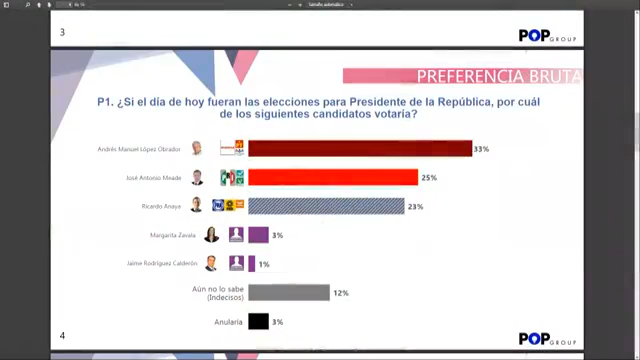 3
POP
GROUP
PREFERENCIA BRUTA
P1. ¿Si el día de hoy fueran las elecciones para Presidente de la República, por cuál
de los siguientes candidatos votaría?
Andrés Manuel López Obrador 33%
José Antonio Meade PRI 25%
Ricardo Anaya PAN 23%
Margarita Zavala 3%
Jaime Rodríguez Calderón 1%
Aún no lo sabe
(Indecisos) 12%
Anularía 3%
4
POP
GROUP